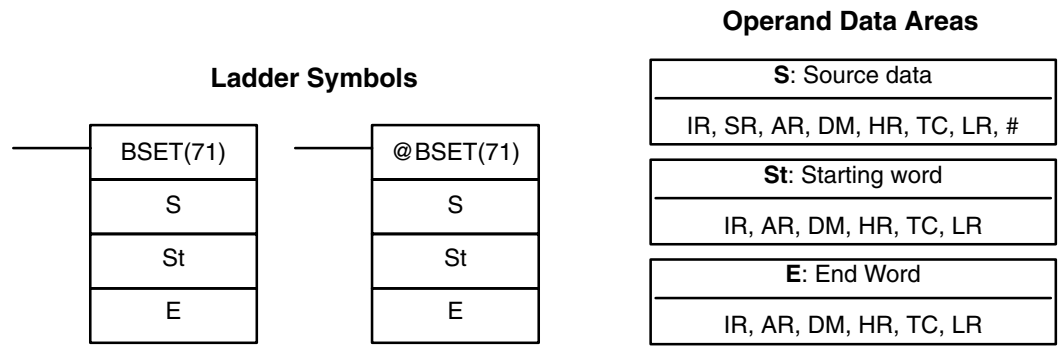 Ladder Symbols
BSET(71)
S
St
E
@BSET(71)
S
St
E
Operand Data Areas
S: Source data
IR, SR, AR, DM, HR, TC, LR, #
St: Starting word
IR, AR, DM, HR, TC, LR
E: End Word
IR, AR, DM, HR, TC, LR